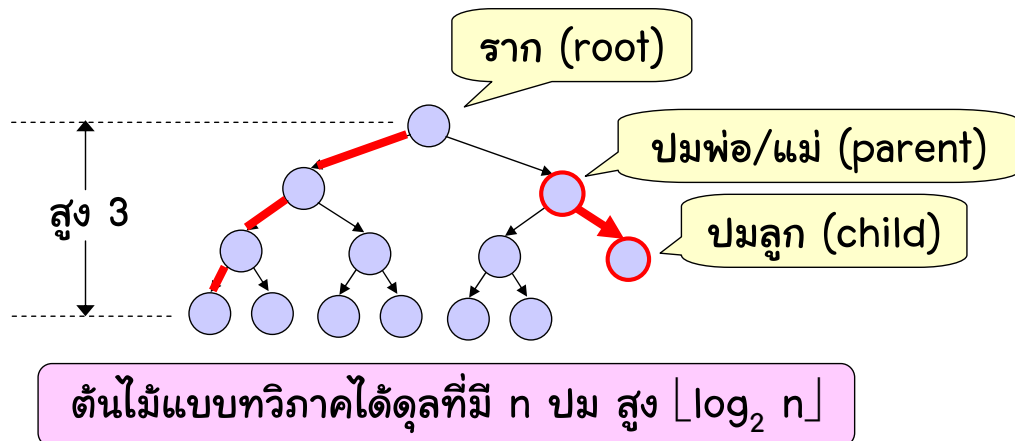 ราก (root)
ปมพ่อ/แม่ (parent)
สูง 3
ปมลูก (child)
ต้นไม้แบบทวิภาคได้ดุลที่มี n ปม สูง ⌊log₂ n⌋